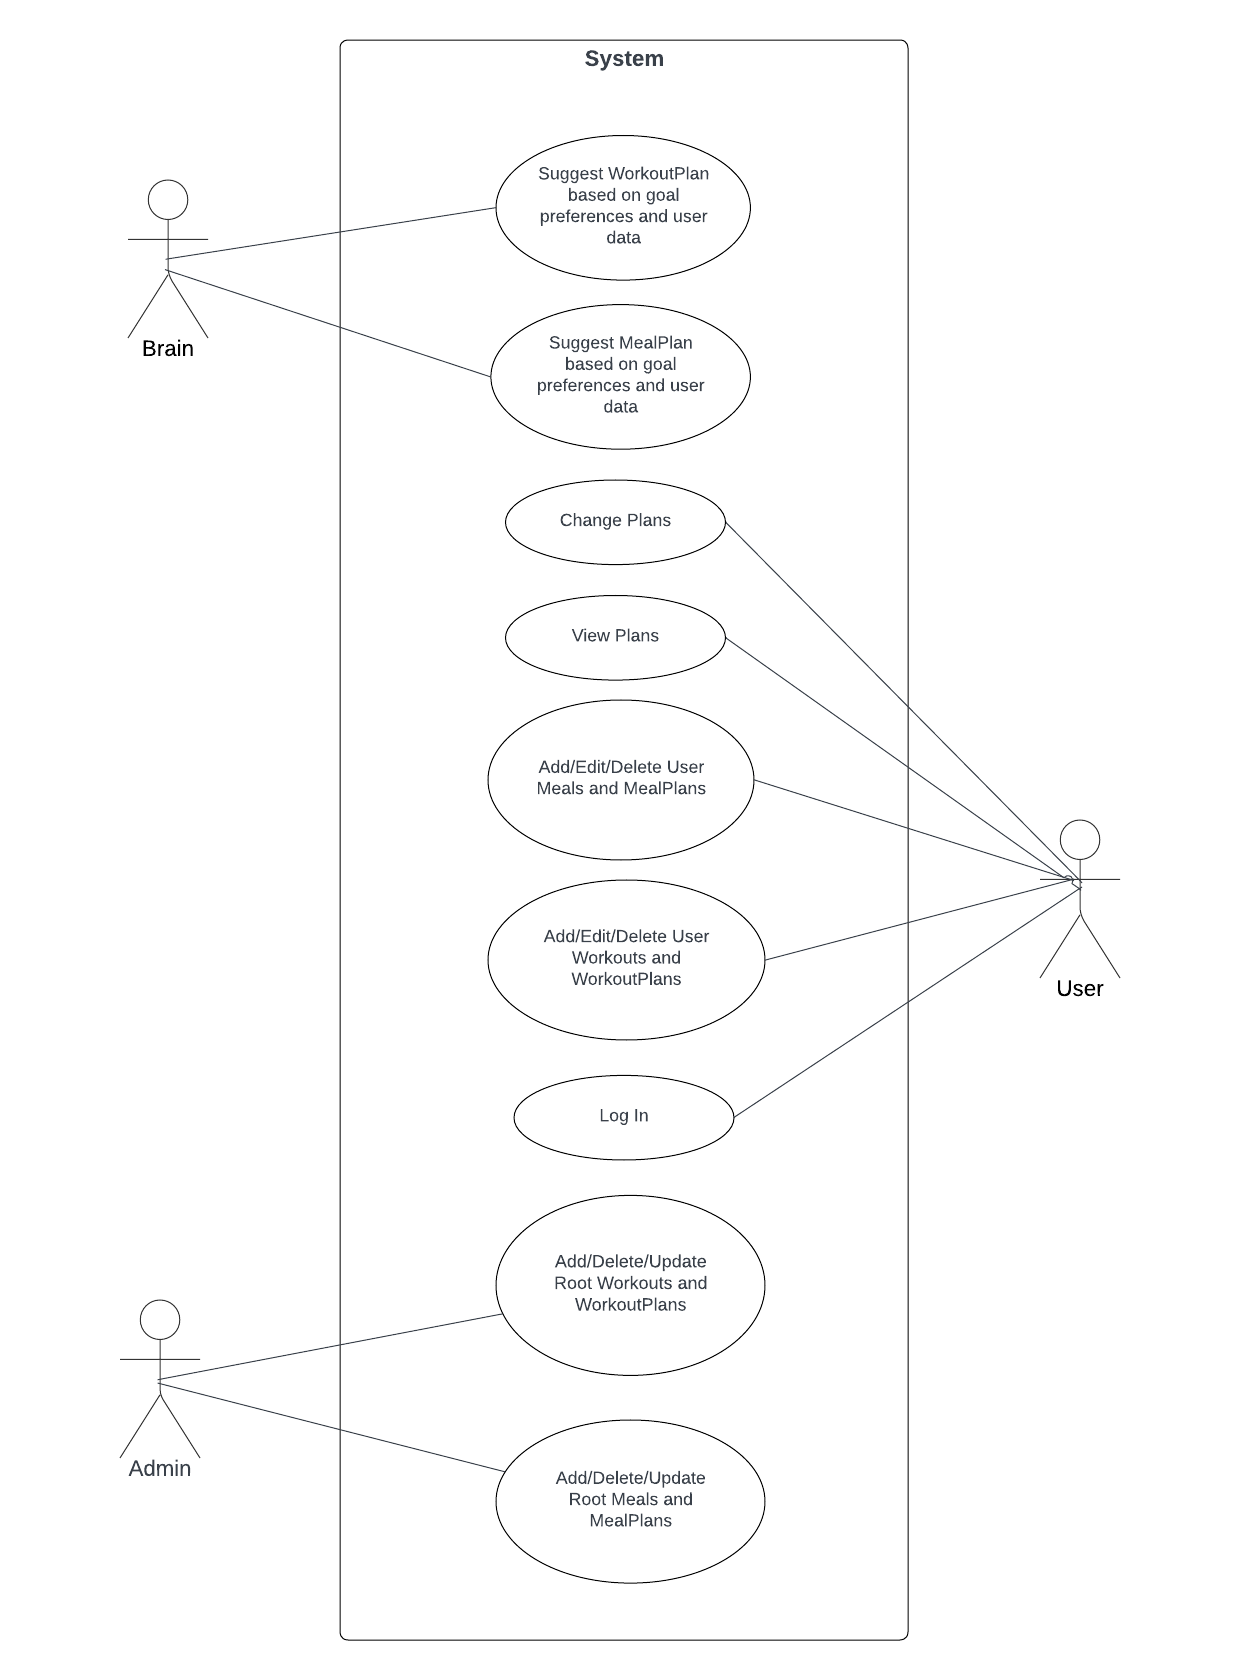 System
Suggest WorkoutPlan
based on goal
preferences and user
data
Brain
Suggest MealPlan
based on goal
preferences and user
data
Change Plans
View Plans
Add/Edit/Delete User
Meals and MealPlans
Add/Edit/Delete User
Workouts and
WorkoutPlans
User
Log In
Add/Delete/Update
Root Workouts and
WorkoutPlans
Admin
Add/Delete/Update
Root Meals and
MealPlans